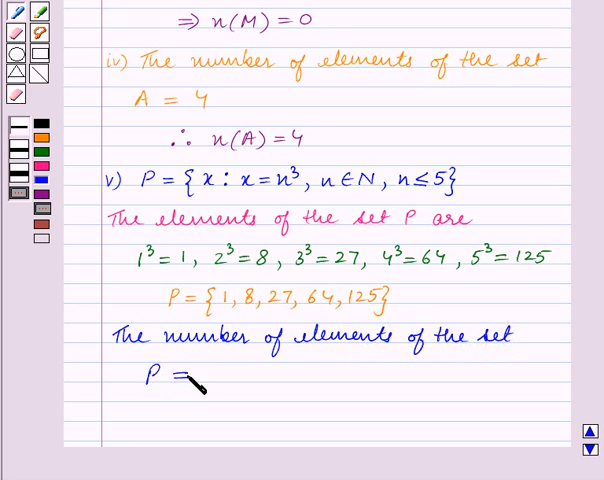 ⇒ n(M) = 0
iv) The number of elements of the set
A = 4
∴ n(A) = 4
v) P = { x : x = n³, n ∈ N, n ≤ 5}
The elements of the set P are
1³ = 1, 2³ = 8, 3³ = 27, 4³ = 64, 5³ = 125
P = {1, 8, 27, 64, 125}
The number of elements of the set
P =